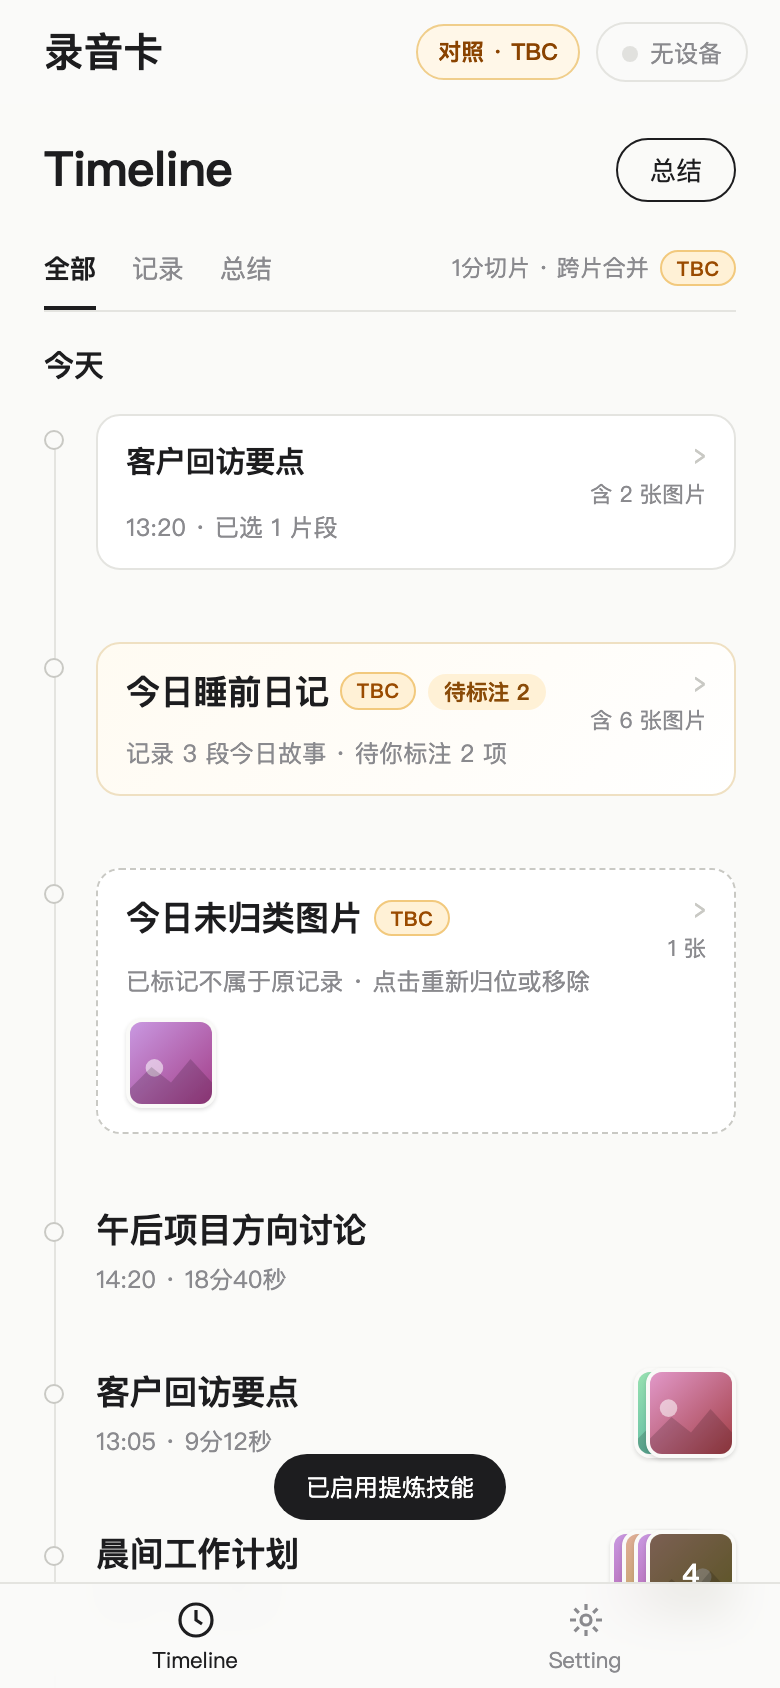 录音卡 对照 · TBC 无设备
Timeline 总结
全部 记录 总结 1分切片 · 跨片合并 TBC
今天
客户回访要点
含 2 张图片
13:20 · 已选 1 片段
今日睡前日记 TBC 待标注 2
含 6 张图片
记录 3 段今日故事 · 待你标注 2 项
今日未归类图片 TBC
1 张
已标记不属于原记录 · 点击重新归位或移除
午后项目方向讨论
14:20 · 18分40秒
客户回访要点
13:05 · 9分12秒
已启用提炼技能
晨间工作计划
4
Timeline Setting